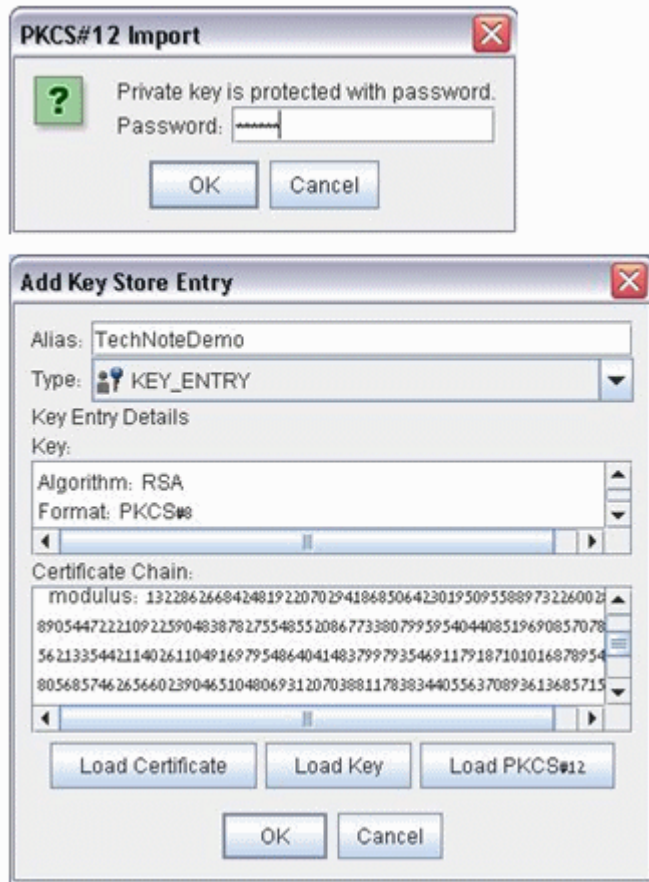 PKCS#12 Import
Private key is protected with password.
Password:
OK Cancel
Add Key Store Entry
Alias: TechNoteDemo
Type: KEY_ENTRY
Key Entry Details
Key:
Algorithm: RSA
Format: PKCS#8
Certificate Chain:
modulus:
Load Certificate Load Key Load PKCS#12
OK Cancel